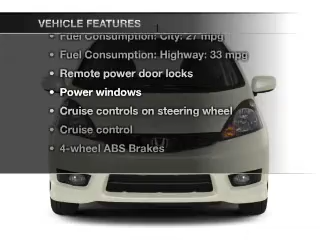 VEHICLE FEATURES
• Fuel Consumption: City: 27 mpg
• Fuel Consumption: Highway: 33 mpg
• Remote power door locks
• Power windows
• Cruise controls on steering wheel
• Cruise control
• 4-wheel ABS Brakes